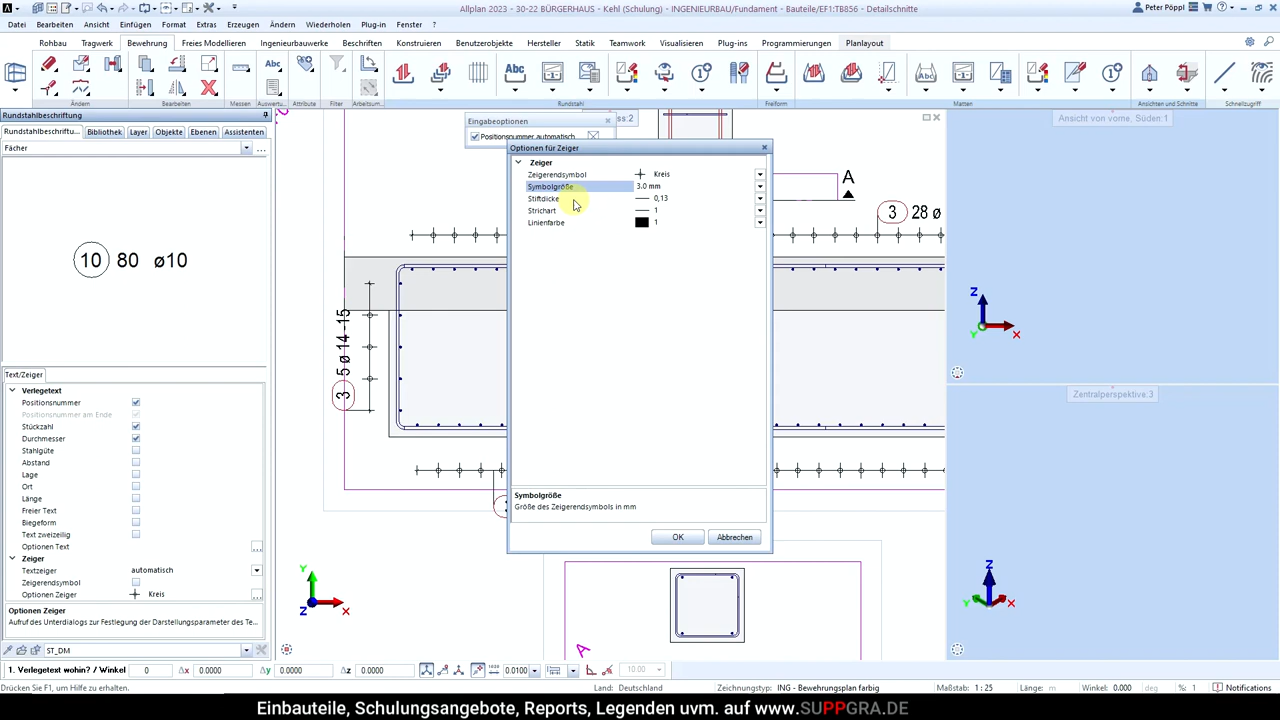 Allplan 2023 - 30-22 BÜRGERHAUS - Kehl (Schulung) - INGENIEURBAU/Fundament - Bauteile/EF1:TB856 - Detailschnitte
Peter Pöppl
Datei Bearbeiten Ansicht Einfügen Format Extras Erzeugen Ändern Wiederholen Plug-in Fenster ?
Rohbau Tragwerk Bewehrung Freies Modellieren Ingenieurbauwerke Beschriften Konstruieren Benutzerobjekte Hersteller Statik Teamwork Visualisieren Plug-ins Programmierungen Planlayout
Abc Abc Abc
Ändern Bearbeiten Messen Auswertu... Attribute Filter Arbeitsum... Rundstahl Freiform Matten Ansichten und Schnitte Schnellzugriff
Rundstahlbeschriftung
Rundstahlbeschriftu... Bibliothek Layer Objekte Ebenen Assistenten
Fächer
10 80 ø10
Text/Zeiger
Verlegetext
Positionsnummer
Positionsnummer am Ende
Stückzahl
Durchmesser
Stahlgüte
Abstand
Lage
Ort
Länge
Freier Text
Biegeform
Text zweizeilig
Optionen Text
Zeiger
Textzeiger automatisch
Zeigerendsymbol
Optionen Zeiger Kreis
Optionen Zeiger
Aufruf des Unterdialogs zur Festlegung der Darstellungsparameter des Te...
ST_DM
Eingabeoptionen
Positionsnummer automatisch
ss:2
Optionen für Zeiger
Zeiger
Zeigerendsymbol Kreis
Symbolgröße 3.0 mm
Stiftdicke 0,13
Strichart 1
Linienfarbe 1
Symbolgröße
Größe des Zeigerendsymbols in mm
OK Abbrechen
A
3 28 ø
3 5 ø 14 -15
A
Y
Z X
Ansicht von vorne, Süden:1
Z
Y X
Zentralperspektive:3
Z
Y X
1. Verlegetext wohin? / Winkel 0 Δx 0.0000 Δy 0.0000 Δz 0.0000 0.0100 10.00
Drücken Sie F1, um Hilfe zu erhalten. Land: Deutschland Zeichnungstyp: ING - Bewehrungsplan farbig Maßstab: 1 : 25 Länge: m Winkel: 0.000 deg %: 1 Notifications
Einbauteile, Schulungsangebote, Reports, Legenden uvm. auf www.SUPPGRA.DE